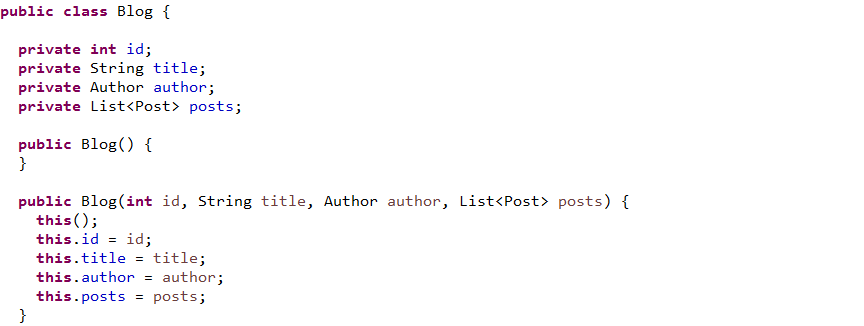 public class Blog {
private int id;
private String title;
private Author author;
private List<Post> posts;
public Blog() {
}
public Blog(int id, String title, Author author, List<Post> posts) {
this();
this.id = id;
this.title = title;
this.author = author;
this.posts = posts;
}